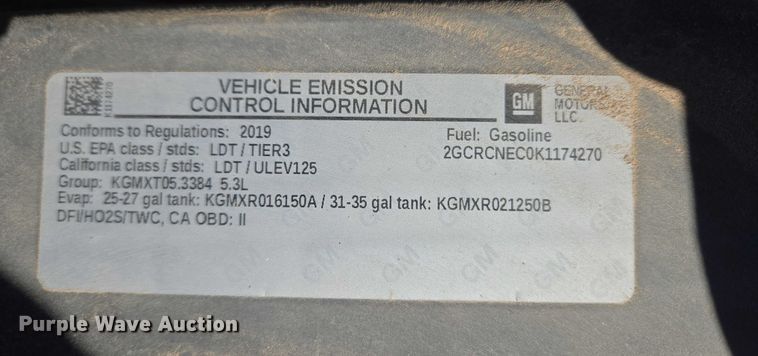 VEHICLE EMISSION
CONTROL INFORMATION
GM
GENERAL
MOTORS
LLC.
Conforms to Regulations: 2019
Fuel: Gasoline
U.S. EPA class / stds: LDT / TIER3
2GCRCNEC0K1174270
California class / stds: LDT / ULEV125
Group: KGMXT05.3384 5.3L
Evap: 25-27 gal tank: KGMXR016150A / 31-35 gal tank: KGMXR021250B
DFI/HO2S/TWC, CA OBD: II
Purple Wave Auction